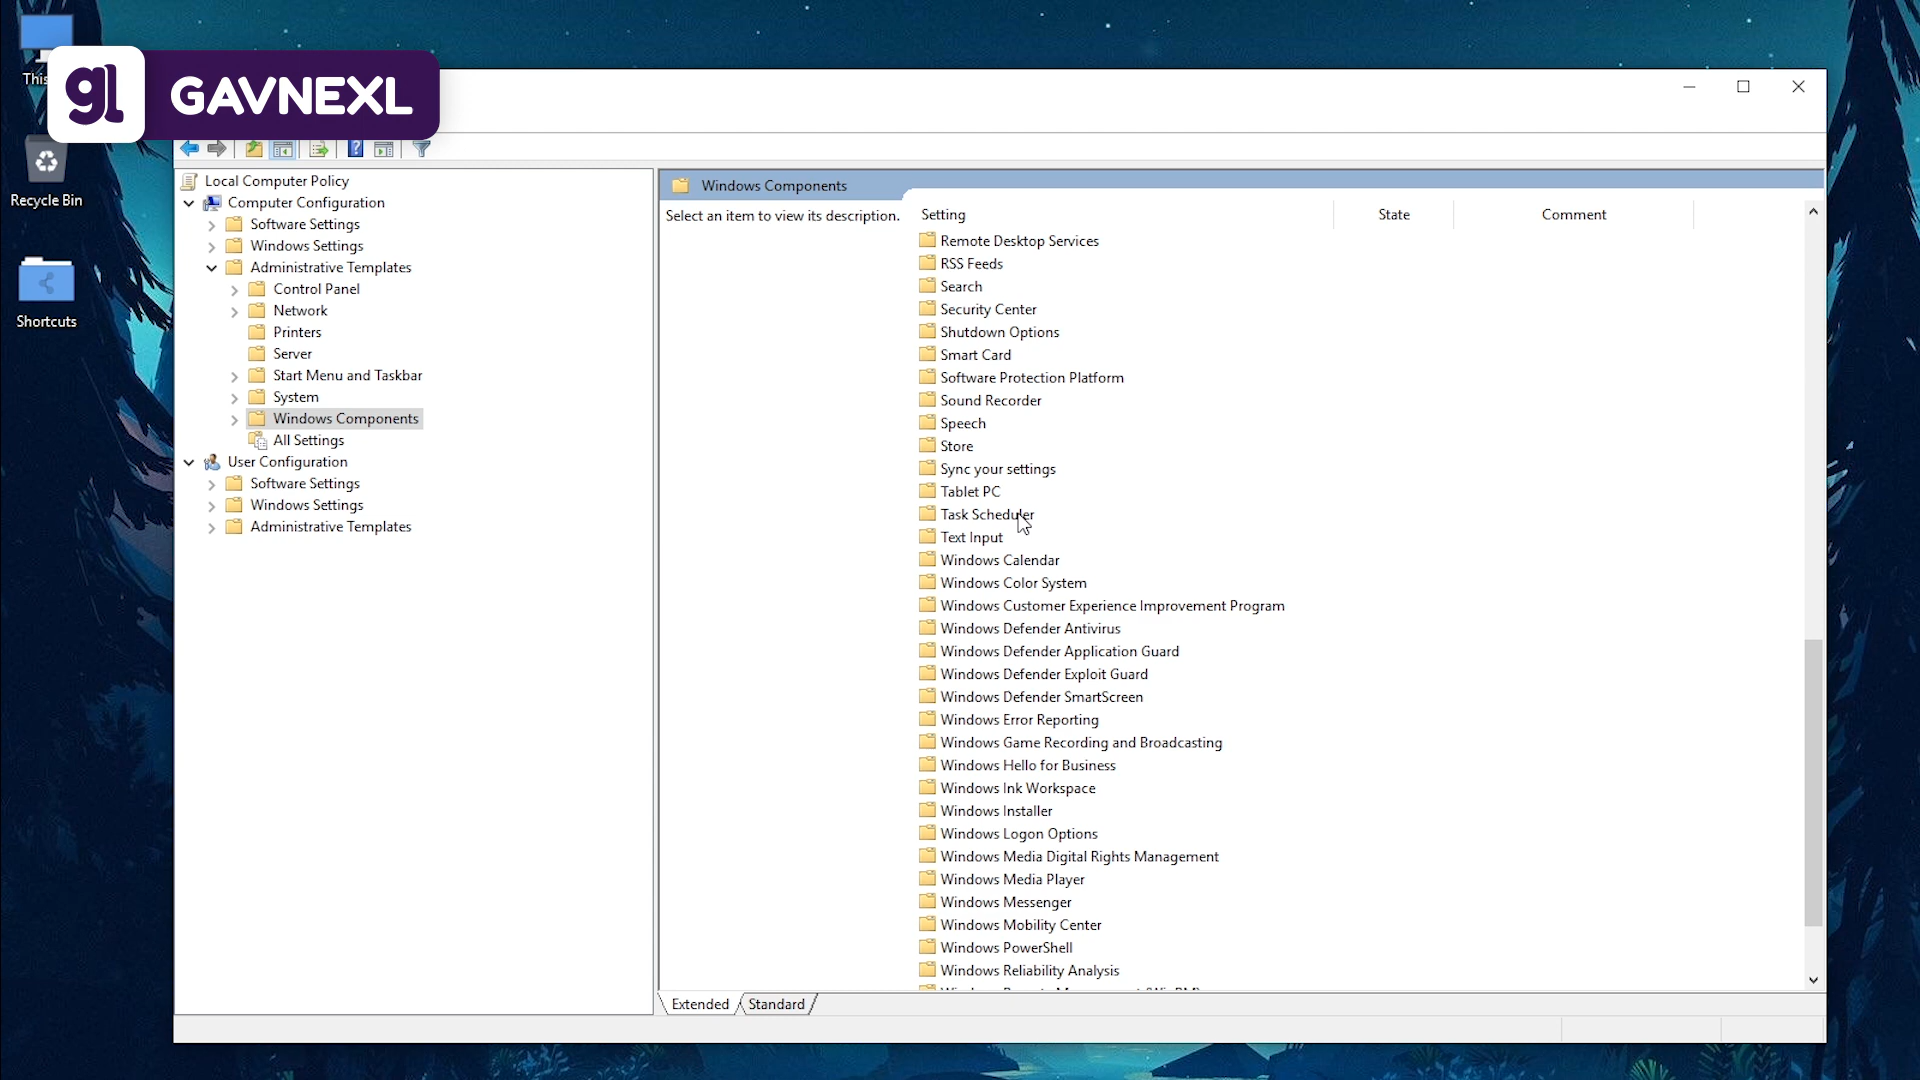 This
gl
GAVNEXL
Recycle Bin
Shortcuts
Local Computer Policy
Computer Configuration
Software Settings
Windows Settings
Administrative Templates
Control Panel
Network
Printers
Server
Start Menu and Taskbar
System
Windows Components
All Settings
User Configuration
Software Settings
Windows Settings
Administrative Templates
Windows Components
Select an item to view its description.
Setting
State
Comment
Remote Desktop Services
RSS Feeds
Search
Security Center
Shutdown Options
Smart Card
Software Protection Platform
Sound Recorder
Speech
Store
Sync your settings
Tablet PC
Task Scheduler
Text Input
Windows Calendar
Windows Color System
Windows Customer Experience Improvement Program
Windows Defender Antivirus
Windows Defender Application Guard
Windows Defender Exploit Guard
Windows Defender SmartScreen
Windows Error Reporting
Windows Game Recording and Broadcasting
Windows Hello for Business
Windows Ink Workspace
Windows Installer
Windows Logon Options
Windows Media Digital Rights Management
Windows Media Player
Windows Messenger
Windows Mobility Center
Windows PowerShell
Windows Reliability Analysis
Extended
Standard